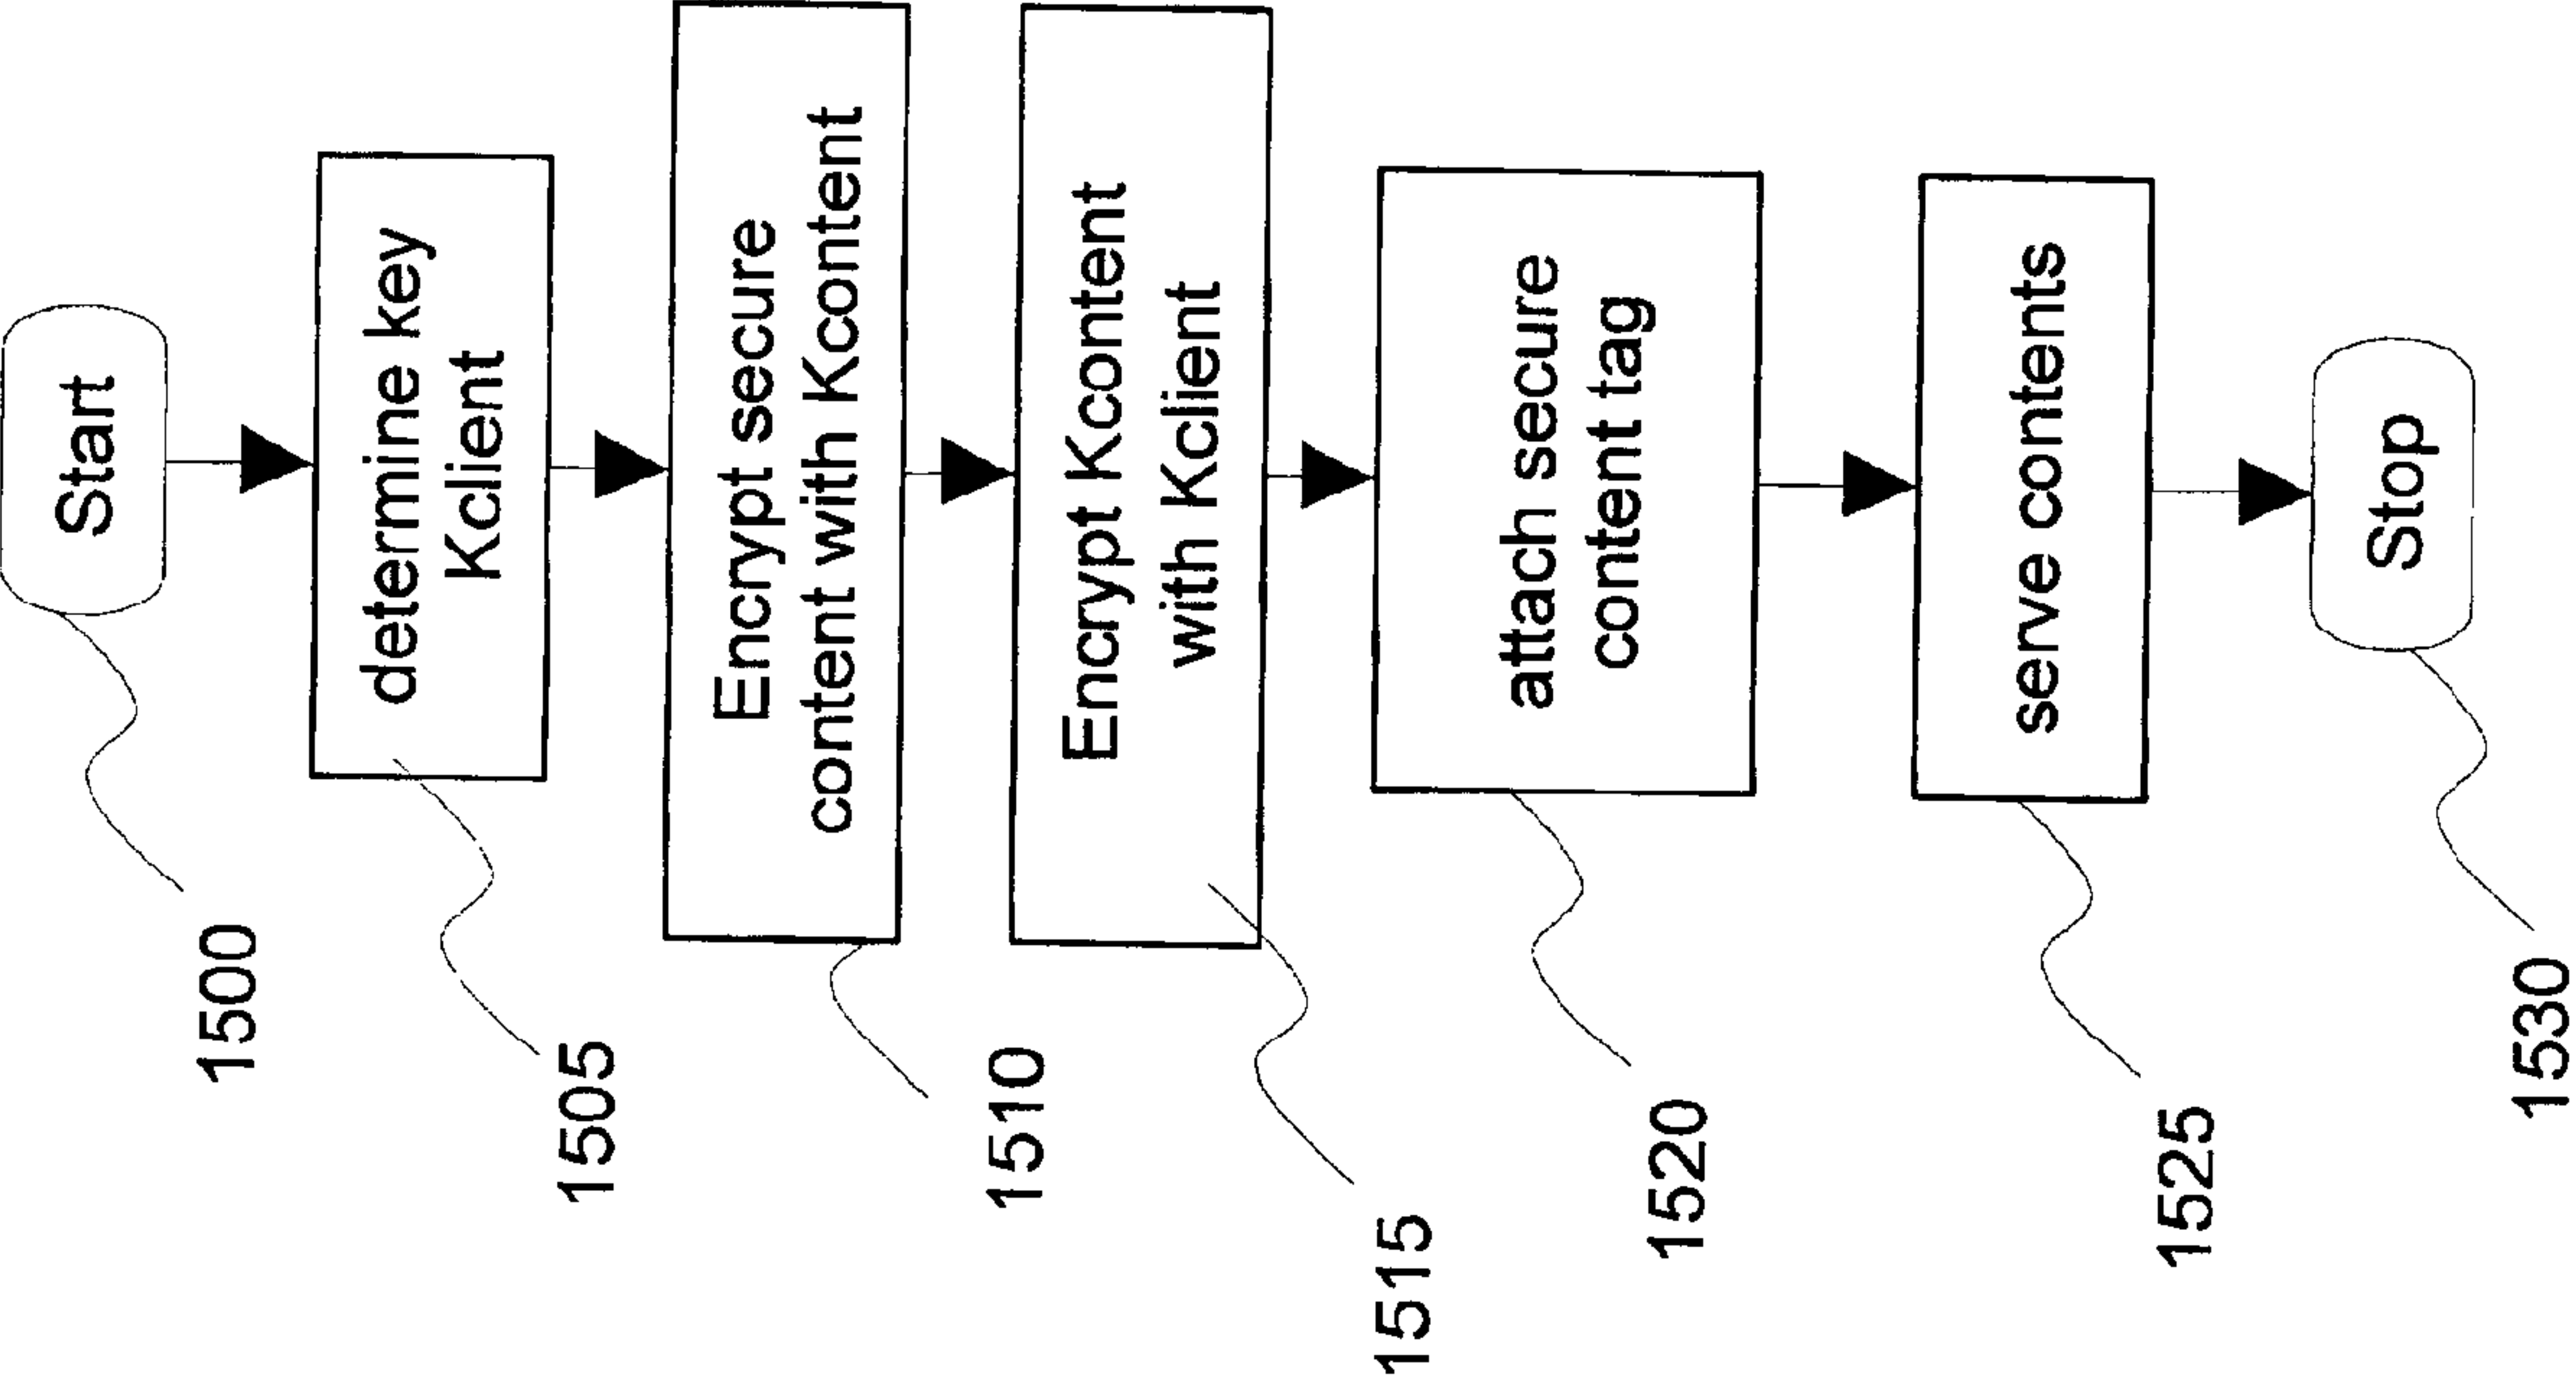 Start
1500
determine key
Kclient
1505
Encrypt secure
content with Kcontent
1510
Encrypt Kcontent
with Kclient
1515
attach secure
content tag
1520
serve contents
1525
Stop
1530